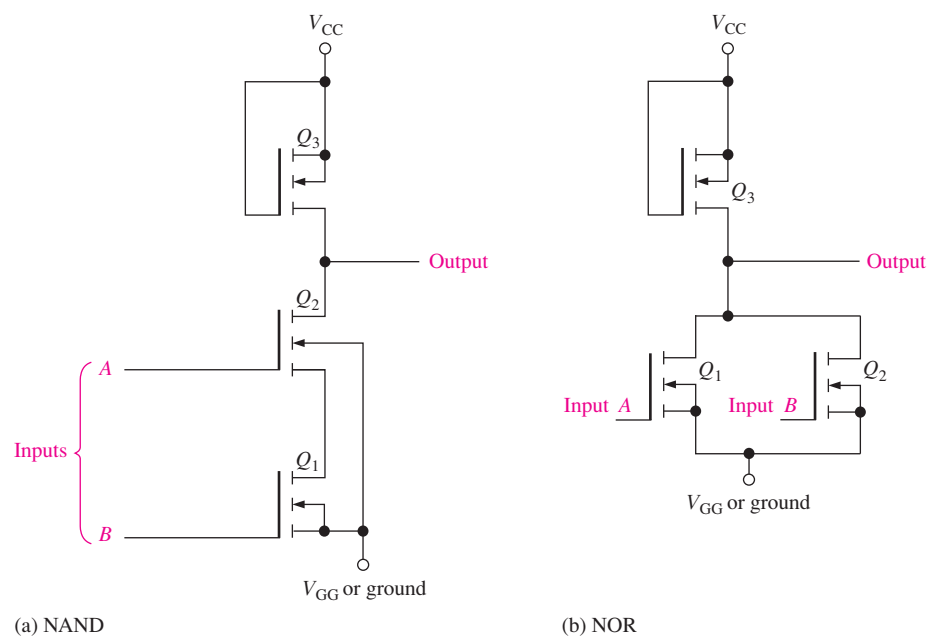 V_CC
Q_3
Output
Q_2
A
Inputs
Q_1
B
V_GG or ground
(a) NAND
V_CC
Q_3
Output
Q_1
Q_2
Input A
Input B
V_GG or ground
(b) NOR